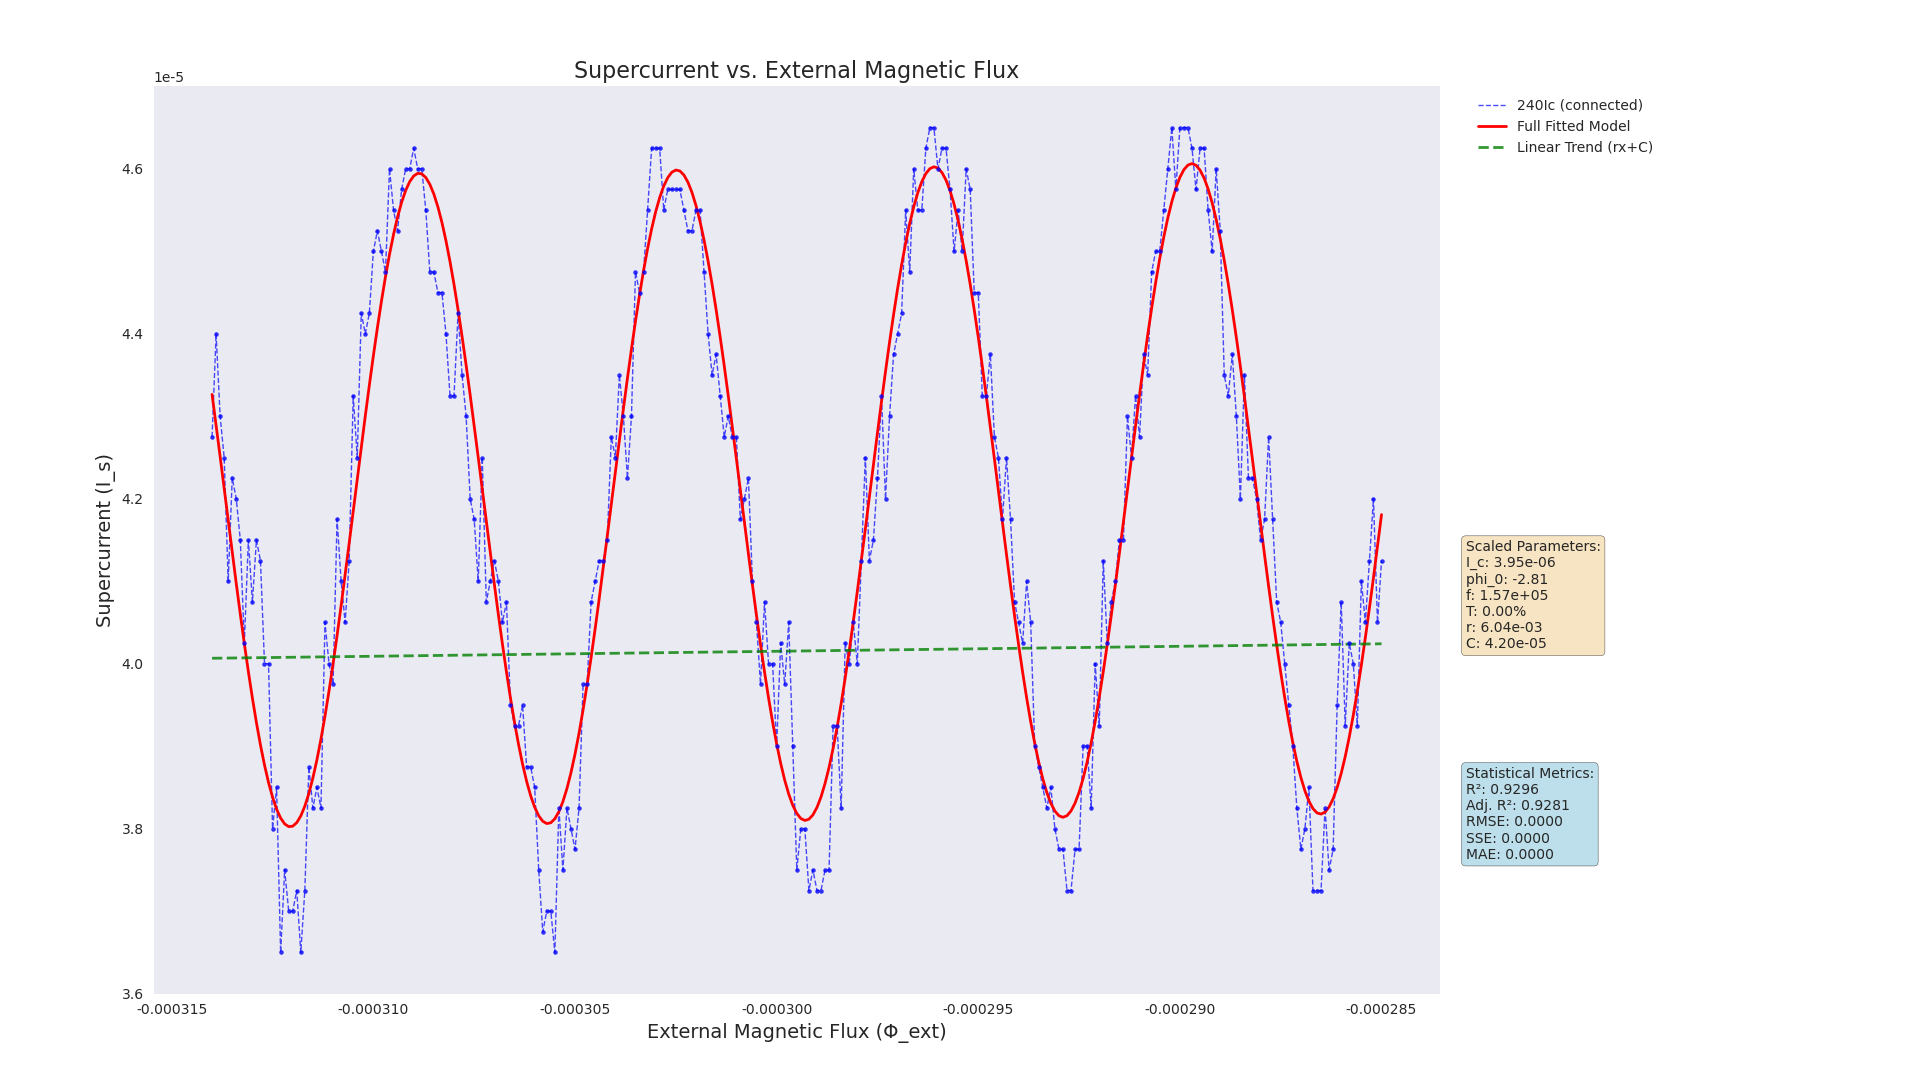 Supercurrent vs. External Magnetic Flux
1e-5
4.6
4.4
4.2
4.0
3.8
3.6
Supercurrent (I_s)
-0.000315
-0.000310
-0.000305
-0.000300
-0.000295
-0.000290
-0.000285
External Magnetic Flux (Φ_ext)
240Ic (connected)
Full Fitted Model
Linear Trend (rx+C)
Scaled Parameters:
I_c: 3.95e-06
phi_0: -2.81
f: 1.57e+05
T: 0.00%
r: 6.04e-03
C: 4.20e-05
Statistical Metrics:
R²: 0.9296
Adj. R²: 0.9281
RMSE: 0.0000
SSE: 0.0000
MAE: 0.0000